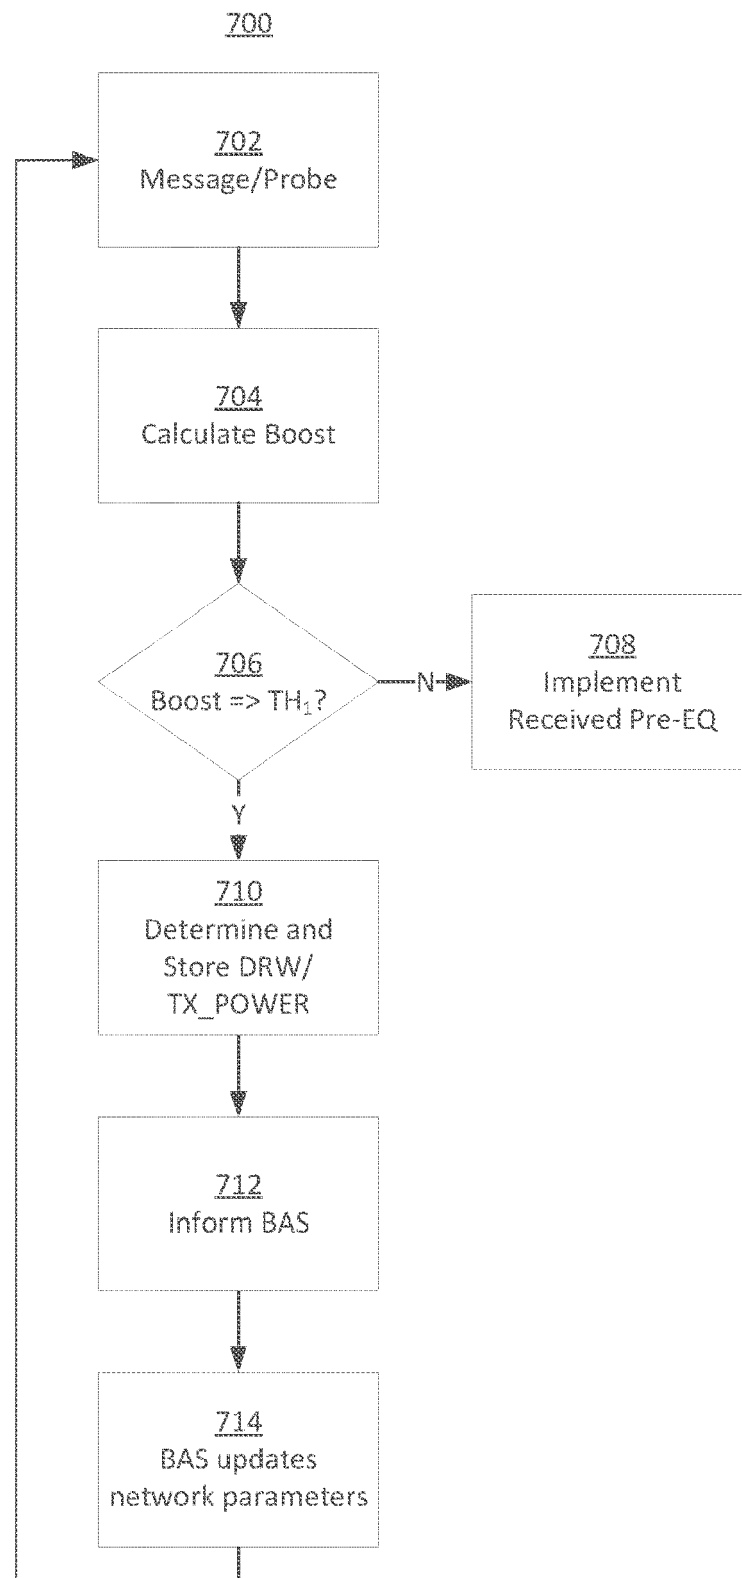 700
702
Message/Probe
704
Calculate Boost
706
Boost => TH₁?
N
708
Implement
Received Pre-EQ
Y
710
Determine and
Store DRW/
TX_POWER
712
Inform BAS
714
BAS updates
network parameters